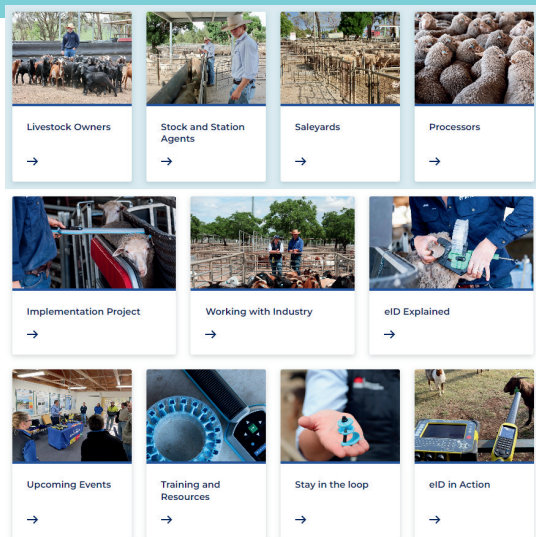 Livestock Owners
Stock and Station
Agents
Saleyards
Processors
Implementation Project
Working with Industry
eID Explained
Upcoming Events
Training and
Resources
Stay in the loop
eID in Action